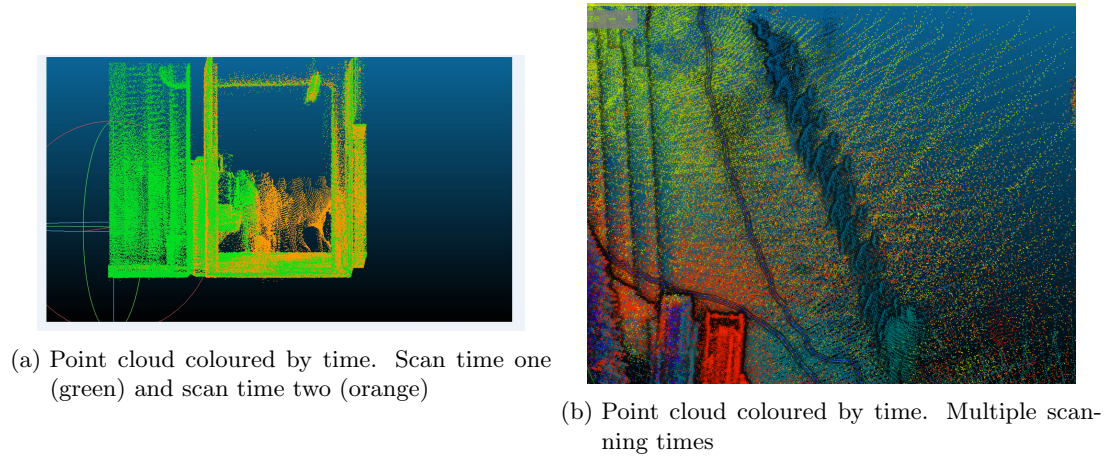 (a) Point cloud coloured by time. Scan time one
(green) and scan time two (orange)
(b) Point cloud coloured by time. Multiple scan-
ning times